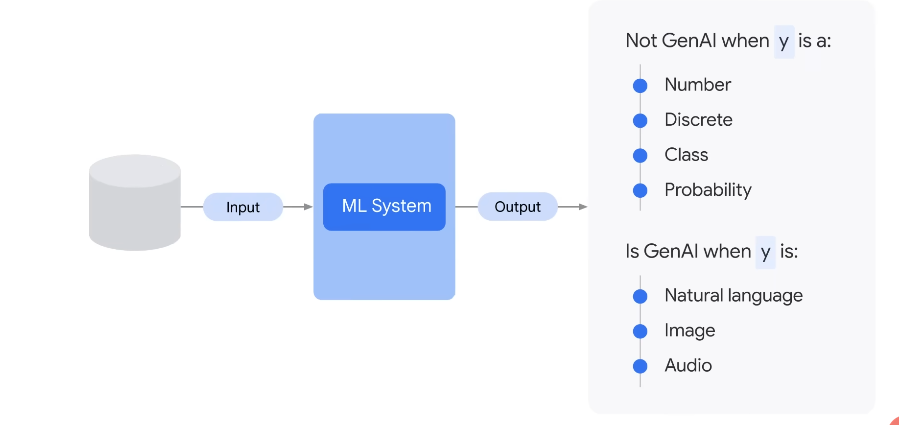 Not GenAI when y is a:
Number
Discrete
Class
Probability
Input
ML System
Output
Is GenAI when y is:
Natural language
Image
Audio